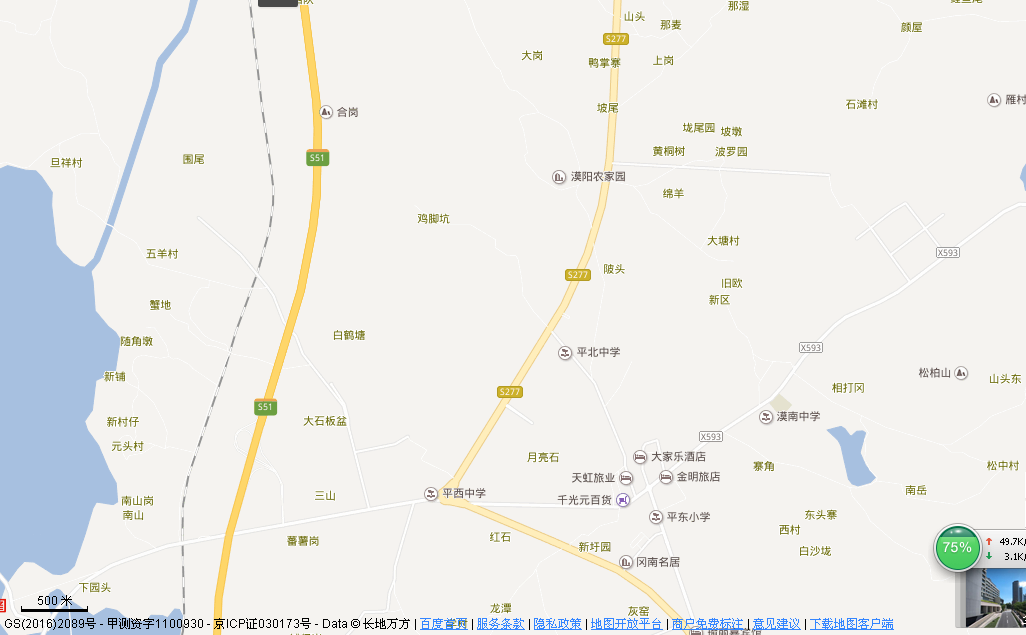 山头
那湿
那麦
颜屋
S277
大岗
鸭掌寨
上岗
合岗
坡尾
石滩村
雁村
垅尾园
坡墩
S51
旦祥村
围尾
黄桐树
波罗园
漠阳农家园
绵羊
鸡脚坑
大塘村
五羊村
X593
S277
陂头
旧欧
新区
蟹地
随角墩
白鹤塘
平北中学
X593
新铺
松柏山
山头东
相打冈
S277
S51
新村仔
大石板盆
漠南中学
元头村
X593
月亮石
大家乐酒店
寨角
松中村
天虹旅业
金明旅店
三山
平西中学
千光元百货
南岳
南山岗
南山
平东小学
东头寨
西村
蕃薯岗
红石
新圩园
白沙垅
75%
49.7K/
3.1K/
冈南名居
下园头
500 米
龙潭
灰窑
GS(2016)2089号 - 甲测资字1100930 - 京ICP证030173号 - Data © 长地万方 | 百度首页 | 服务条款 | 隐私政策 | 地图开放平台 | 商户免费标注 | 意见建议 | 下载地图客户端